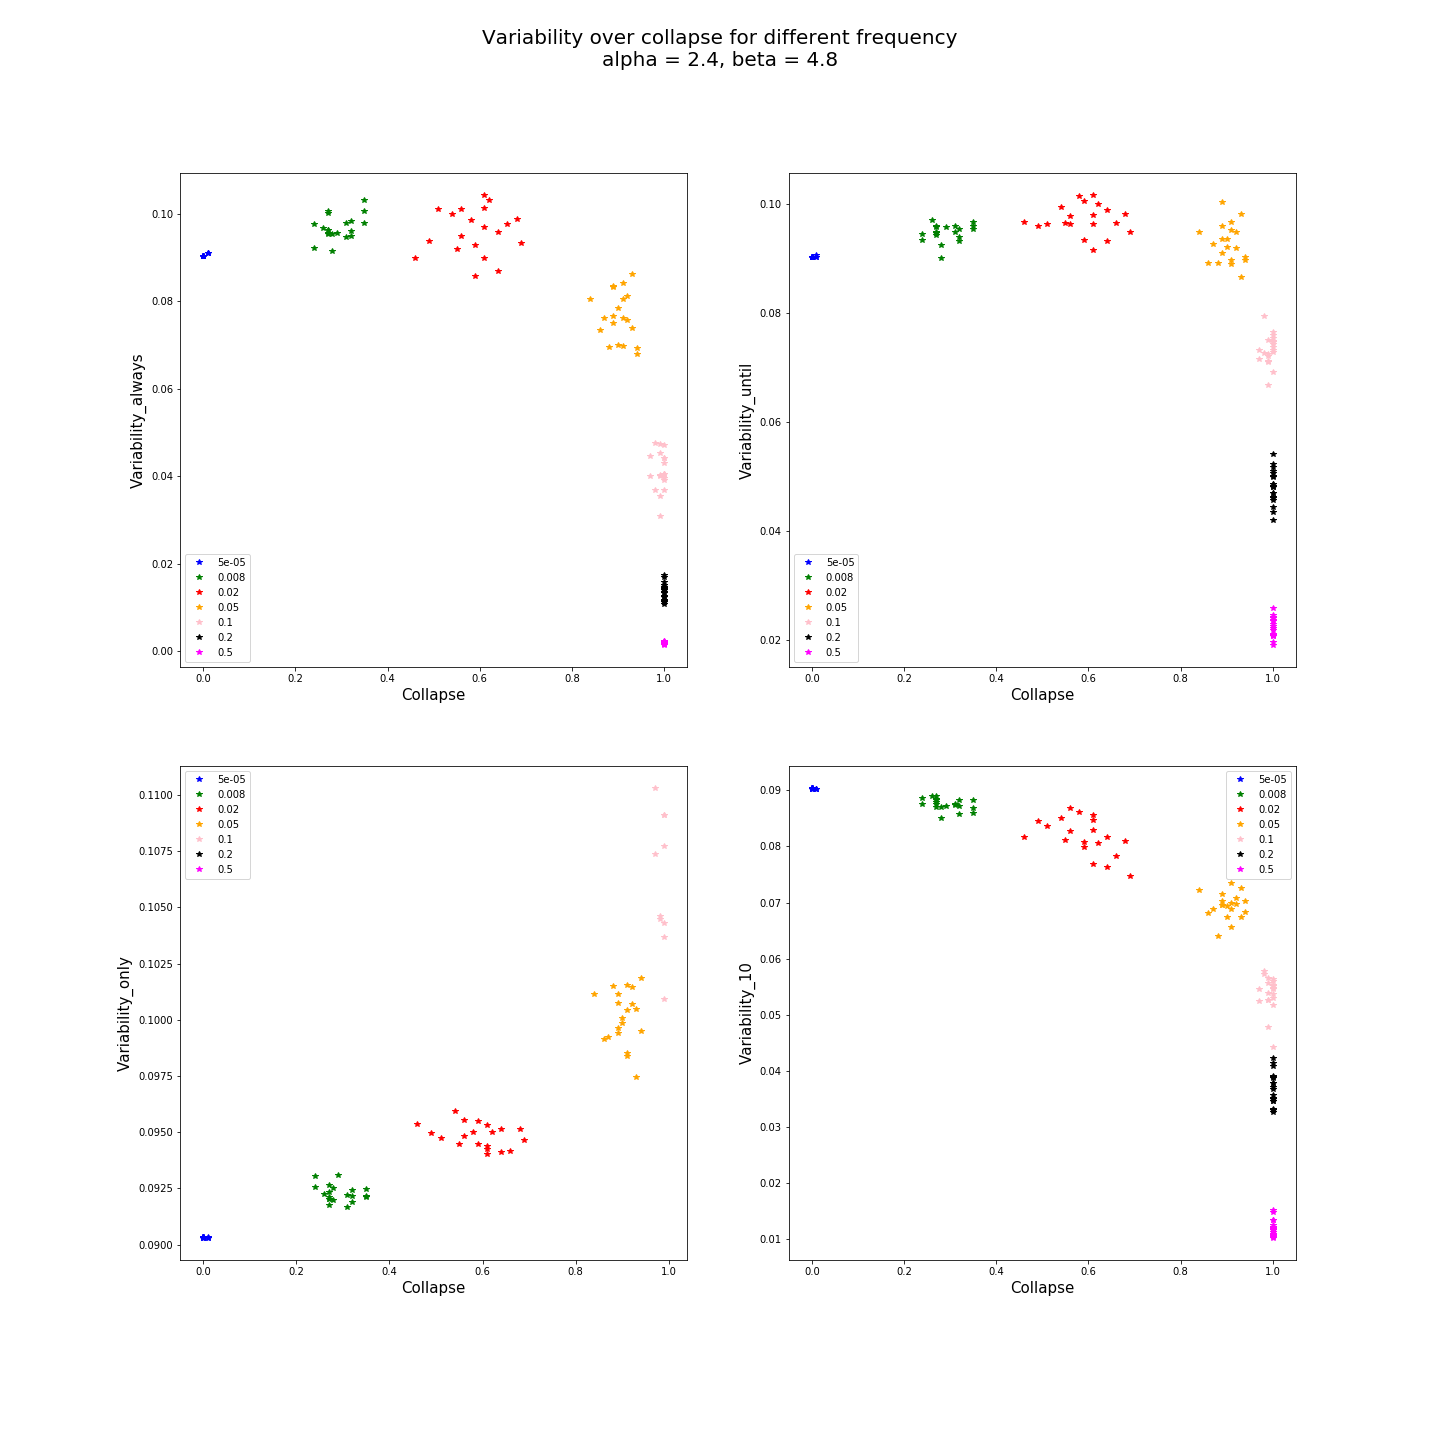 Variability over collapse for different frequency
alpha = 2.4, beta = 4.8
0.10
0.08
0.06
0.04
0.02
0.00
Variability_always
5e-05
0.008
0.02
0.05
0.1
0.2
0.5
0.0 0.2 0.4 0.6 0.8 1.0
Collapse
0.10
0.08
0.06
0.04
0.02
Variability_until
5e-05
0.008
0.02
0.05
0.1
0.2
0.5
0.0 0.2 0.4 0.6 0.8 1.0
Collapse
0.1100
0.1075
0.1050
0.1025
0.1000
0.0975
0.0950
0.0925
0.0900
Variability_only
5e-05
0.008
0.02
0.05
0.1
0.2
0.5
0.0 0.2 0.4 0.6 0.8 1.0
Collapse
0.09
0.08
0.07
0.06
0.05
0.04
0.03
0.02
0.01
Variability_10
5e-05
0.008
0.02
0.05
0.1
0.2
0.5
0.0 0.2 0.4 0.6 0.8 1.0
Collapse